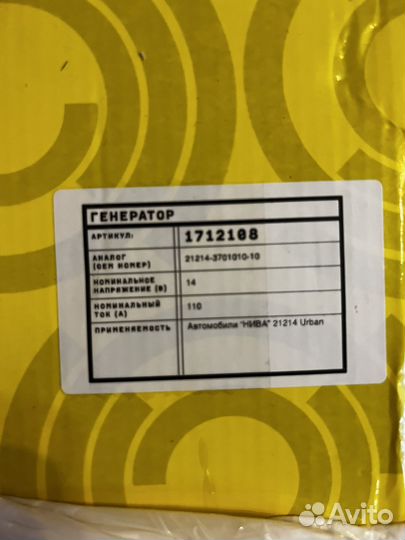 ГЕНЕРАТОР
АРТИКУЛ: 1712108
АНАЛОГ
(OEM НОМЕР) 21214-3701010-10
НОМИНАЛЬНОЕ
НАПРЯЖЕНИЕ (В) 14
НОМИНАЛЬНЫЙ
ТОК (А) 110
ПРИМЕНЯЕМОСТЬ Автомобили "НИВА" 21214 Urban
Avito